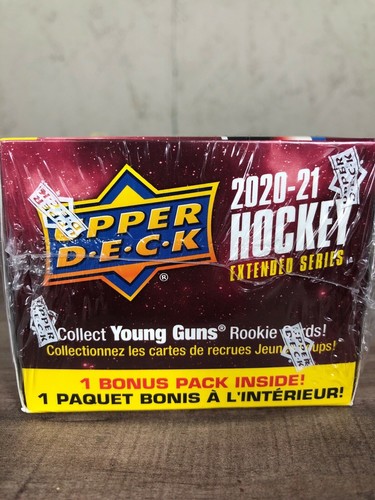 UPPER
D•E•C•K
®
2020-21
HOCKEY
EXTENDED SERIES
Collect Young Guns® Rookie Cards!
Collectionnez les cartes de recrues Jeunes Loups!
1 BONUS PACK INSIDE!
1 PAQUET BONIS À L'INTÉRIEUR!